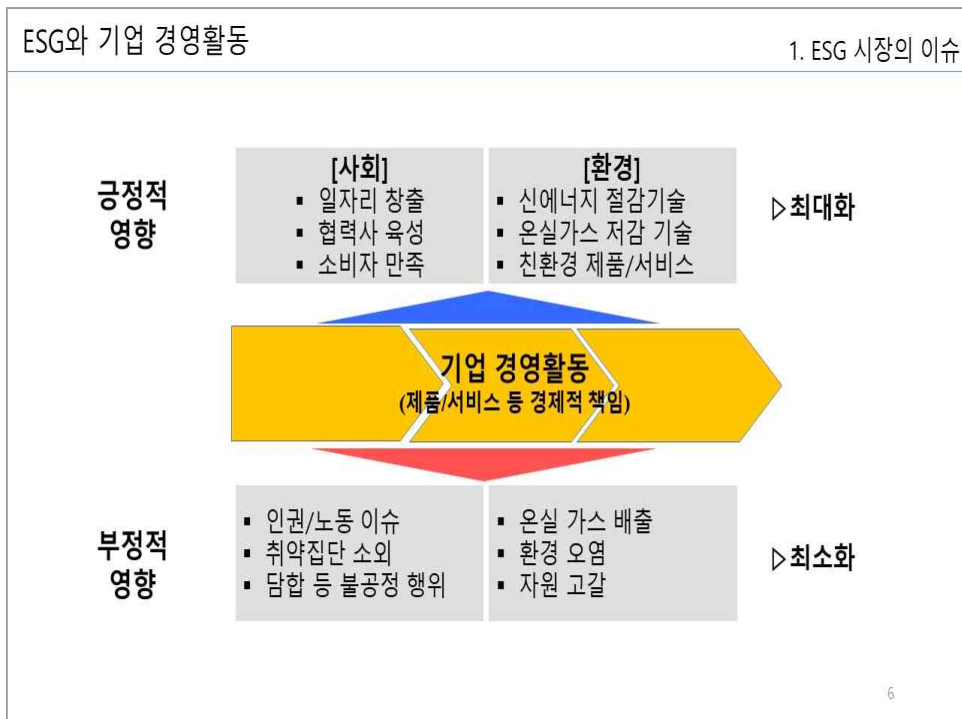 ESG와 기업 경영활동
1. ESG 시장의 이슈
긍정적
영향
[사회]
▪ 일자리 창출
▪ 협력사 육성
▪ 소비자 만족
[환경]
▪ 신에너지 절감기술
▪ 온실가스 저감 기술
▪ 친환경 제품/서비스
▷최대화
기업 경영활동
(제품/서비스 등 경제적 책임)
부정적
영향
▪ 인권/노동 이슈
▪ 취약집단 소외
▪ 담합 등 불공정 행위
▪ 온실 가스 배출
▪ 환경 오염
▪ 자원 고갈
▷최소화
6